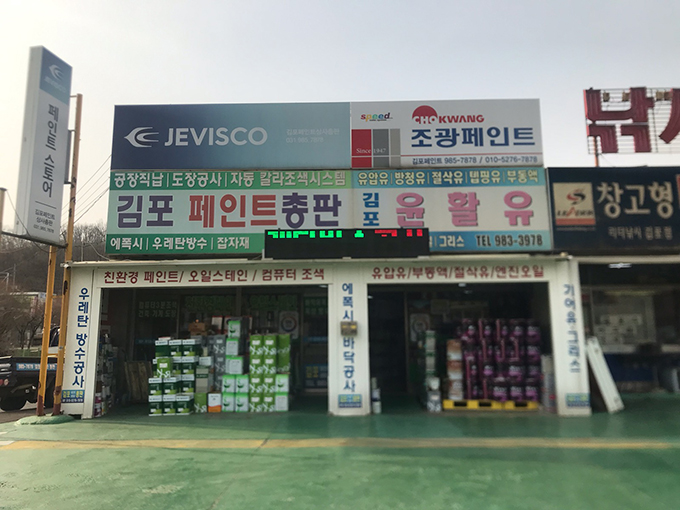 JEVISCO
speed
Since 1947
CHOKWANG
조광페인트
김포페인트 985-7878 / 010-5276-7878
페인트 스토어
공장직납 | 도장공사 | 자동 칼라조색시스템
김포 페인트총판
에폭시 | 우레탄방수 | 잡자재
유압유 방청유 절삭유 탭핑유 부동액
김포 윤활유
그리스 TEL 983-3978
창고형
친환경 페인트/ 오일스테인 / 컴퓨터 조색
유압유/부동액/절삭유/엔진오일
우레탄 방수공사
에폭시 바닥공사
기어유 그리스